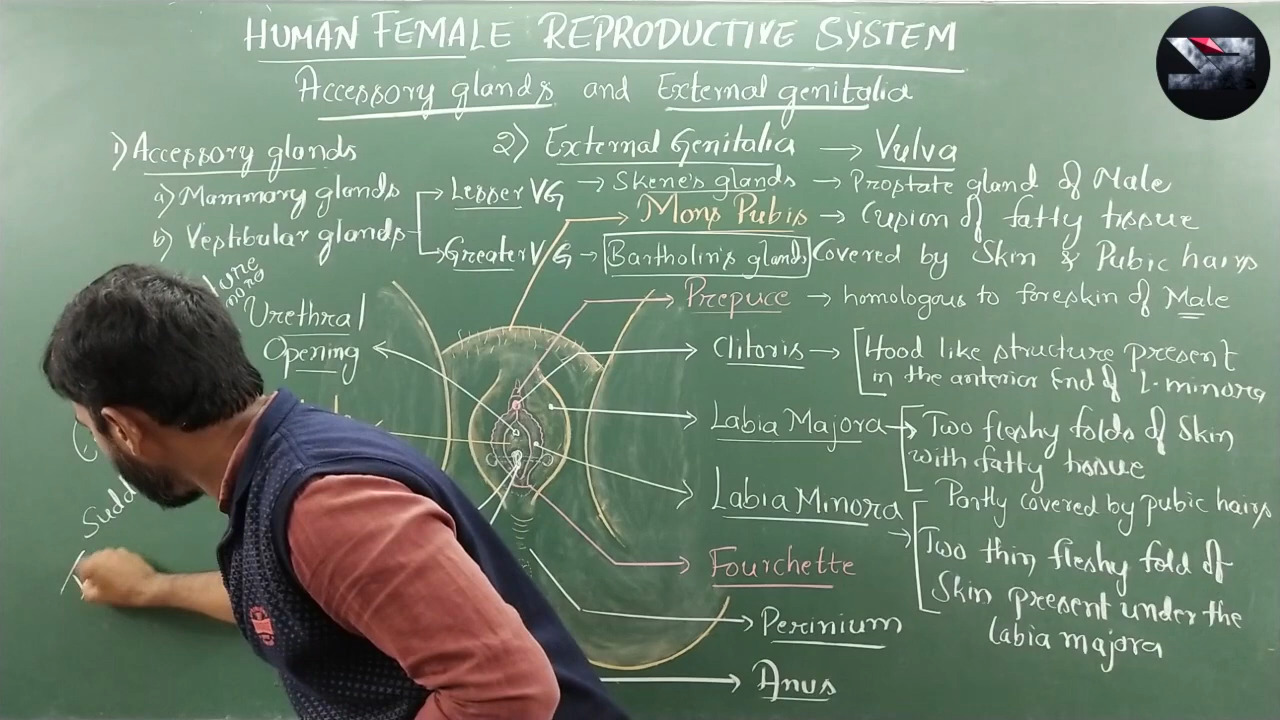 HUMAN FEMALE REPRODUCTIVE SYSTEM
Accessory glands and External genitalia
1) Accessory glands
a) Mammary glands
b) Vestibular glands
Lesser VG → Skene's glands → Prostate gland of Male
Greater VG → Bartholin's glands
2) External Genitalia → Vulva
Mons Pubis → Cusion of fatty tissue
Covered by Skin & Pubic hairs
Prepuce → homologous to foreskin of Male
Clitoris → Hood like structure present
in the anterior End of L. minora
Labia Majora → Two fleshy folds of Skin
with fatty tissue
Partly covered by pubic hairs
Labia Minora → Two thin fleshy fold of
Skin present under the
labia majora
Fourchette
Perinium
Anus
Urethral
Opening
Sudd